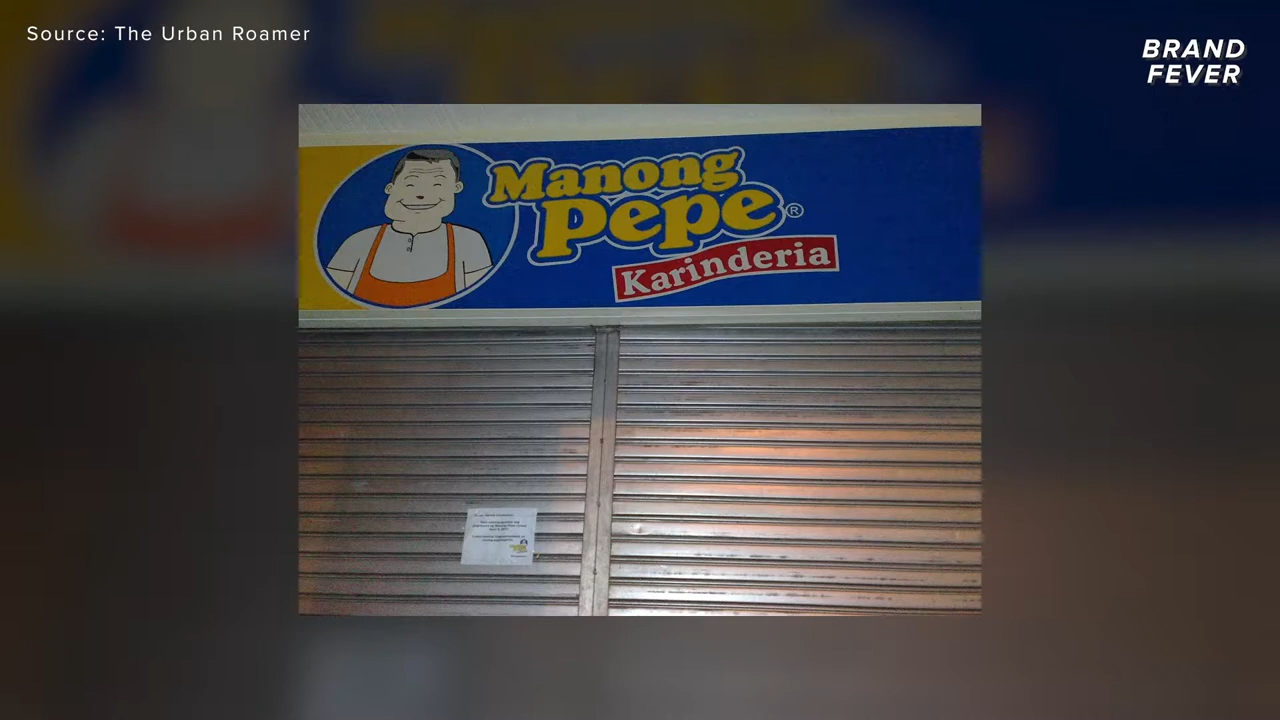 Source: The Urban Roamer
BRAND
FEVER
Manong
Pepe®
Karinderia